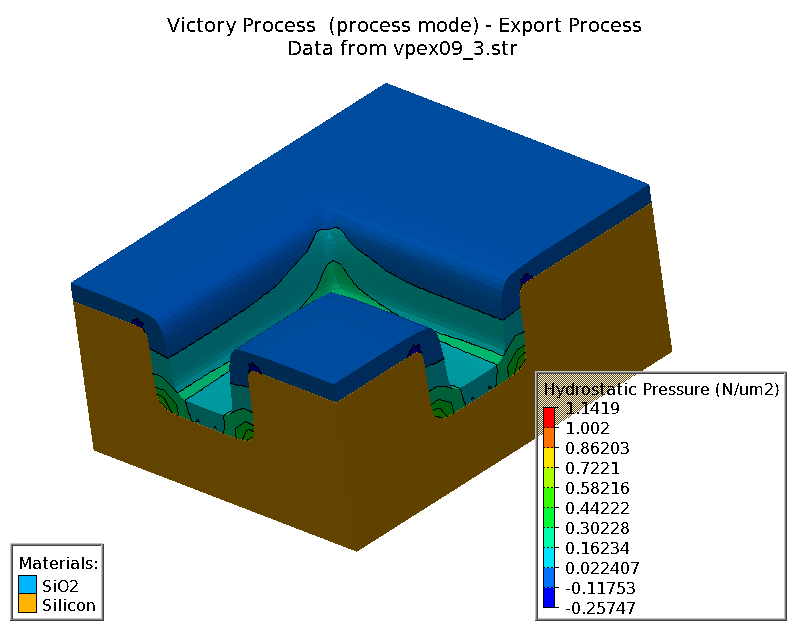 Victory Process  (process mode) - Export Process
Data from vpex09_3.str
Hydrostatic Pressure (N/um2)
1.1419
1.002
0.86203
0.7221
0.58216
0.44222
0.30228
0.16234
0.022407
-0.11753
-0.25747
Materials:
SiO2
Silicon